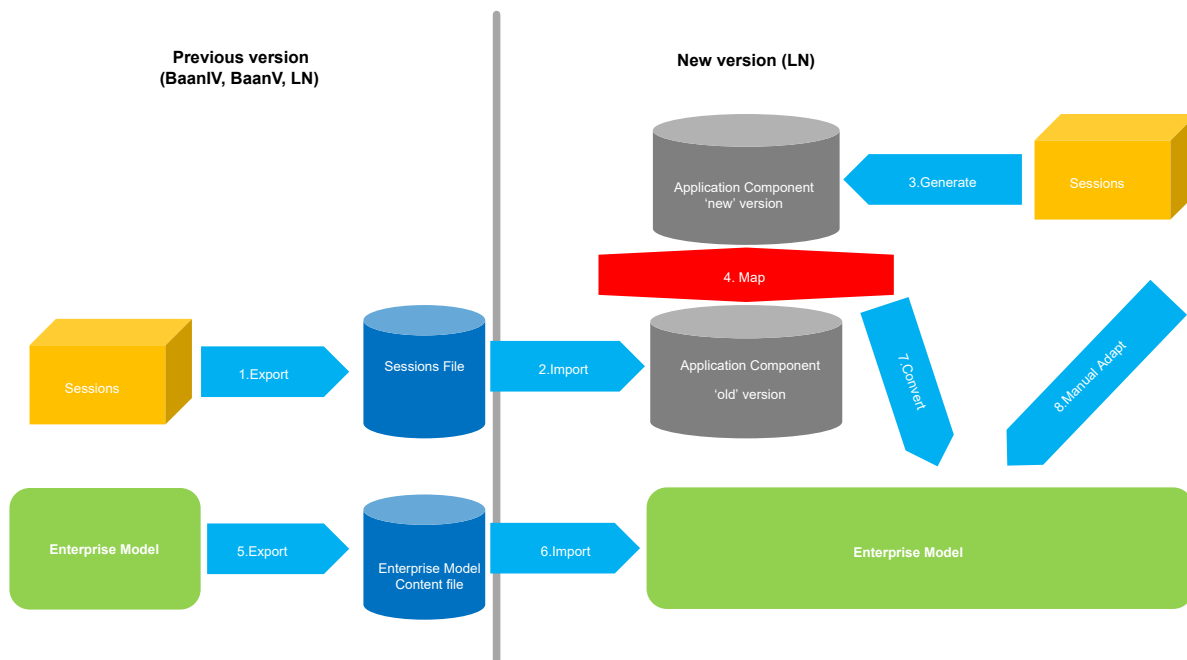 Previous version
(BaanIV, BaanV, LN)
New version (LN)
Application Component
‘new’ version
3.Generate
Sessions
4. Map
Sessions
1.Export
Sessions File
2.Import
Application Component
‘old’ version
7.Convert
8.Manual Adapt
Enterprise Model
5.Export
Enterprise Model
Content file
6.Import
Enterprise Model